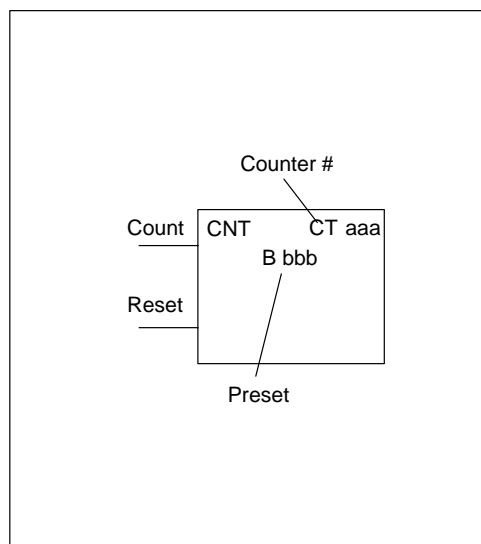 Counter #
Count
CNT
CT aaa
B bbb
Reset
Preset